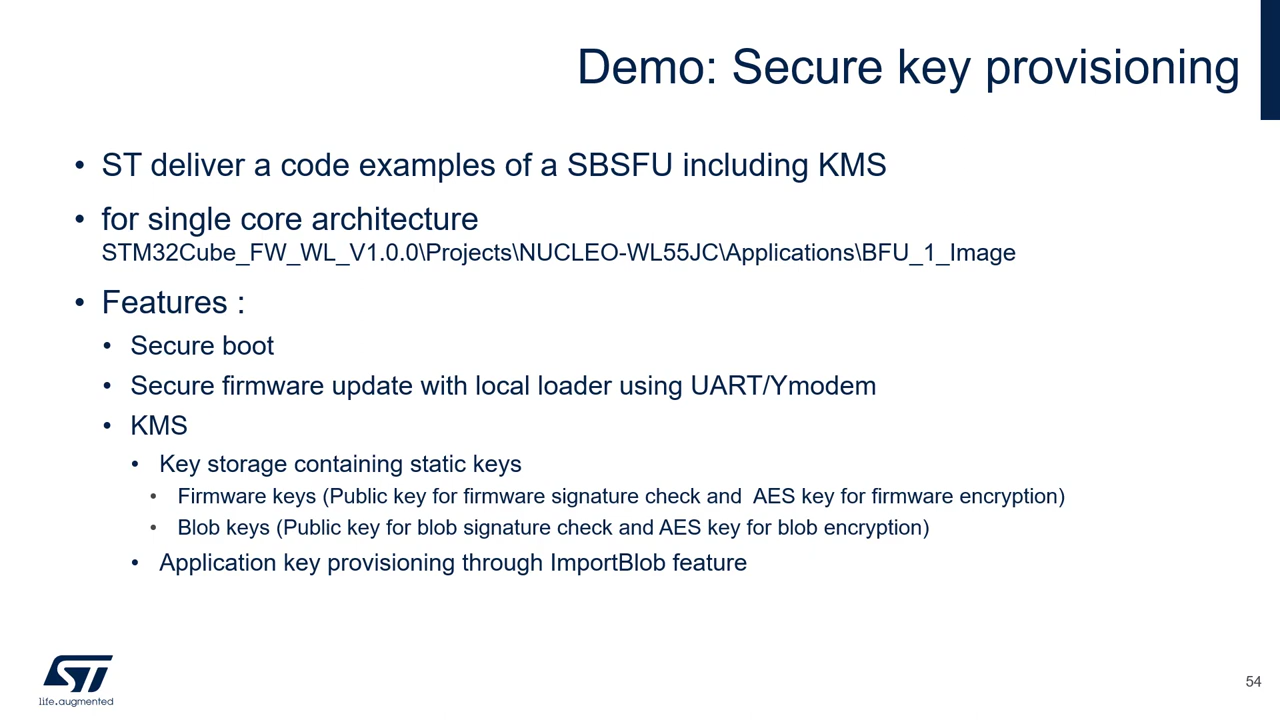 Demo: Secure key provisioning
• ST deliver a code examples of a SBSFU including KMS
• for single core architecture
STM32Cube_FW_WL_V1.0.0\Projects\NUCLEO-WL55JC\Applications\BFU_1_Image
• Features :
• Secure boot
• Secure firmware update with local loader using UART/Ymodem
• KMS
• Key storage containing static keys
• Firmware keys (Public key for firmware signature check and AES key for firmware encryption)
• Blob keys (Public key for blob signature check and AES key for blob encryption)
• Application key provisioning through ImportBlob feature
ST
life.augmented
54